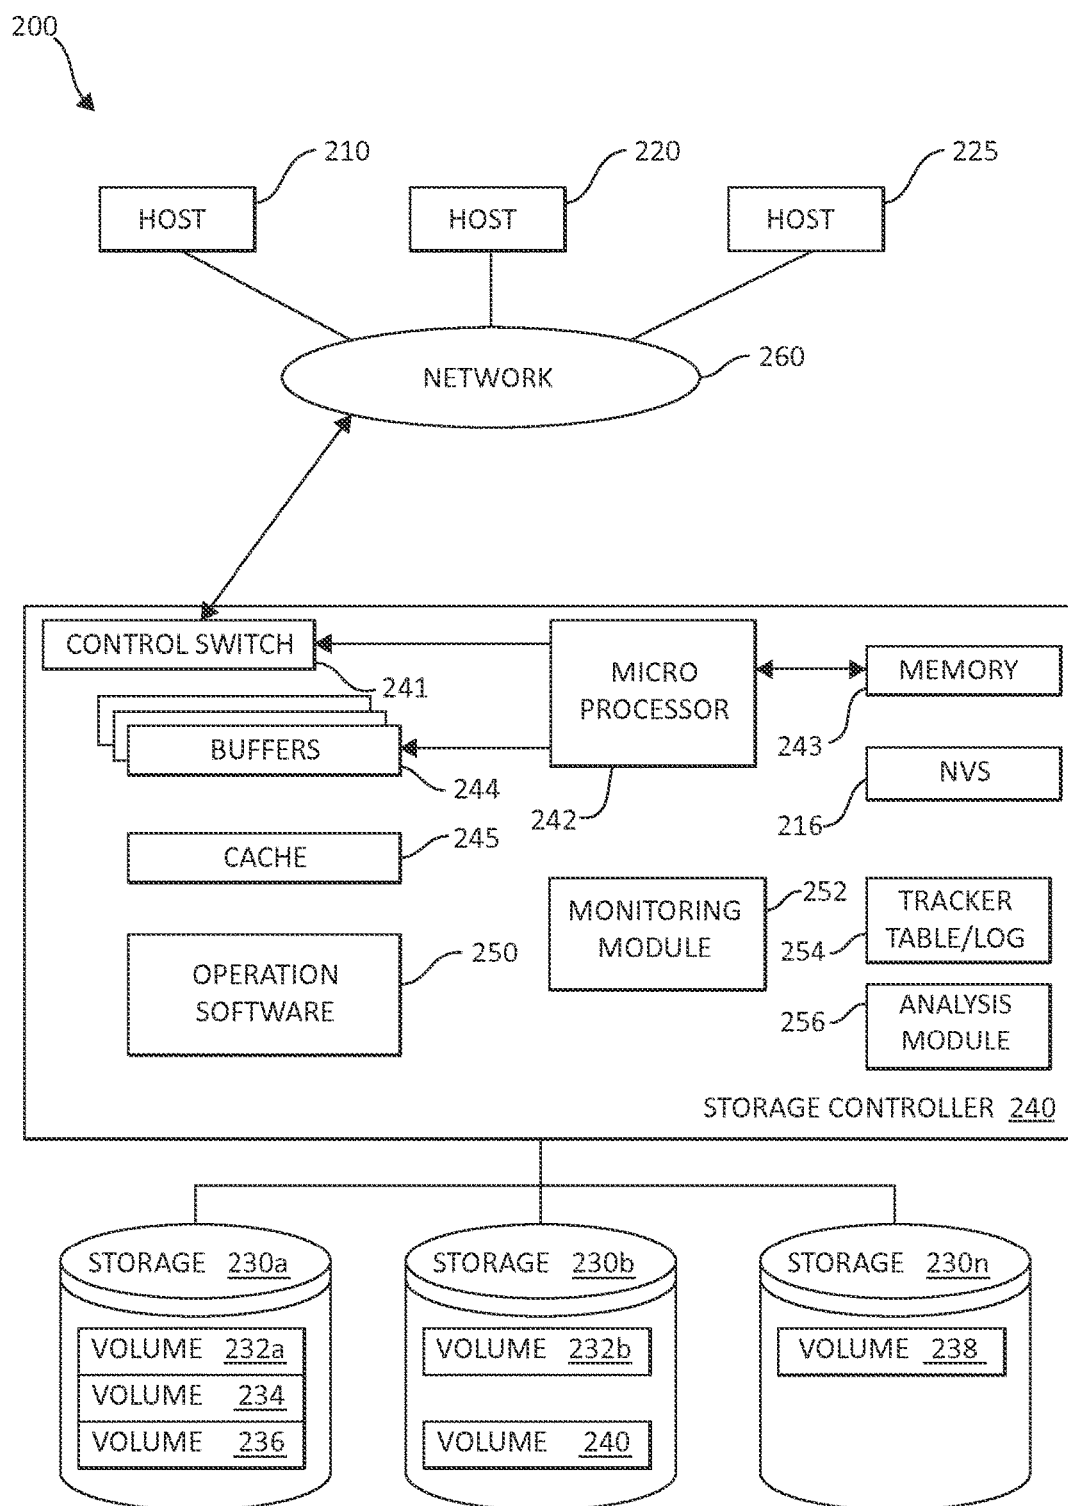 200
210
220
225
HOST
HOST
HOST
NETWORK
260
CONTROL SWITCH
241
BUFFERS
244
MICRO
PROCESSOR
242
MEMORY
243
NVS
216
CACHE
245
OPERATION
SOFTWARE
250
MONITORING
MODULE
252
TRACKER
TABLE/LOG
254
ANALYSIS
MODULE
256
STORAGE CONTROLLER 240
STORAGE 230a
VOLUME 232a
VOLUME 234
VOLUME 236
STORAGE 230b
VOLUME 232b
VOLUME 240
STORAGE 230n
VOLUME 238